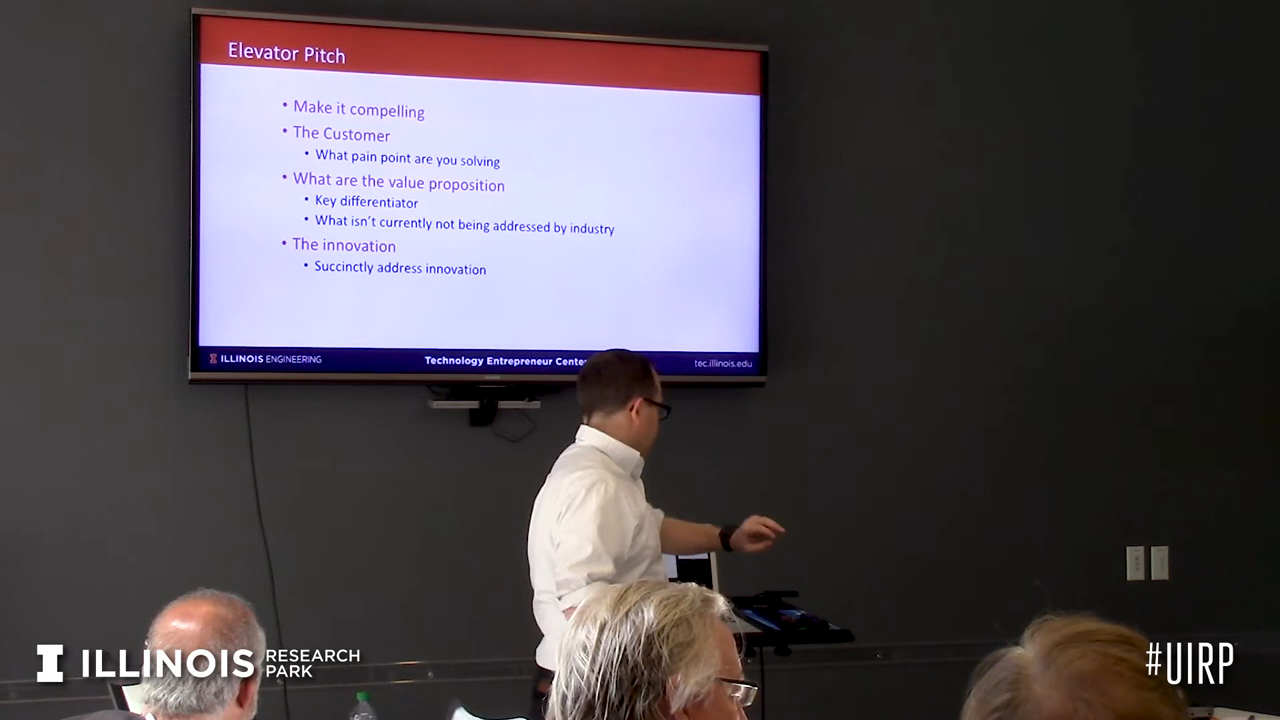 Elevator Pitch
• Make it compelling
• The Customer
• What pain point are you solving
• What are the value proposition
• Key differentiator
• What isn't currently not being addressed by industry
• The innovation
• Succinctly address innovation
I ILLINOIS ENGINEERING
Technology Entrepreneur Center
tec.illinois.edu
I ILLINOIS RESEARCH PARK
#UIRP